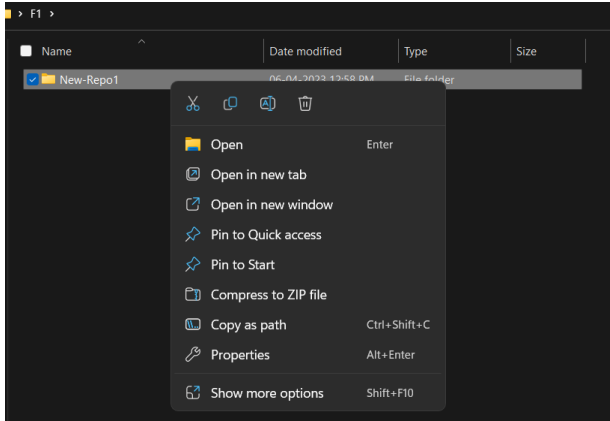 F1
Name Date modified Type Size
New-Repo1 06-04-2023 12:58 PM File folder
Open Enter
Open in new tab
Open in new window
Pin to Quick access
Pin to Start
Compress to ZIP file
Copy as path Ctrl+Shift+C
Properties Alt+Enter
Show more options Shift+F10